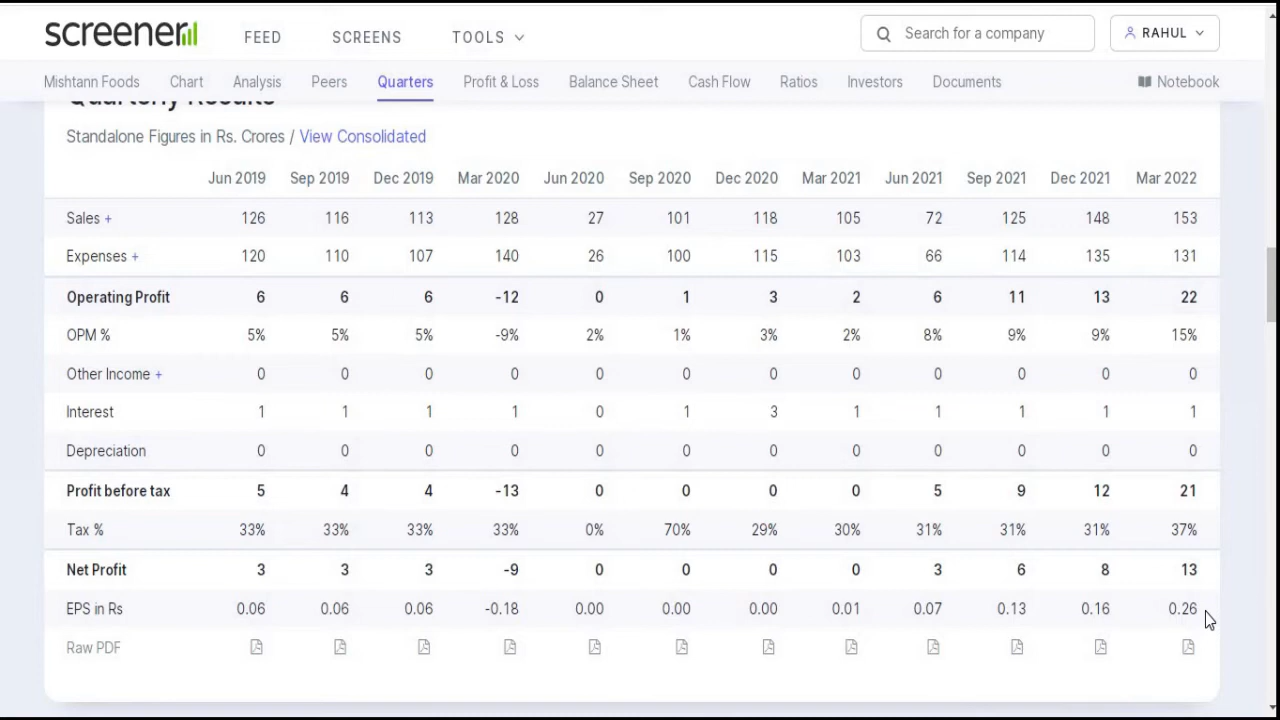 screener FEED SCREENS TOOLS Search for a company RAHUL
Mishtann Foods Chart Analysis Peers Quarters Profit & Loss Balance Sheet Cash Flow Ratios Investors Documents Notebook
Quarterly Results
Standalone Figures in Rs. Crores / View Consolidated
Jun 2019 Sep 2019 Dec 2019 Mar 2020 Jun 2020 Sep 2020 Dec 2020 Mar 2021 Jun 2021 Sep 2021 Dec 2021 Mar 2022
Sales + 126 116 113 128 27 101 118 105 72 125 148 153
Expenses + 120 110 107 140 26 100 115 103 66 114 135 131
Operating Profit 6 6 6 -12 0 1 3 2 6 11 13 22
OPM % 5% 5% 5% -9% 2% 1% 3% 2% 8% 9% 9% 15%
Other Income + 0 0 0 0 0 0 0 0 0 0 0 0
Interest 1 1 1 1 0 1 3 1 1 1 1 1
Depreciation 0 0 0 0 0 0 0 0 0 0 0 0
Profit before tax 5 4 4 -13 0 0 0 0 5 9 12 21
Tax % 33% 33% 33% 33% 0% 70% 29% 30% 31% 31% 31% 37%
Net Profit 3 3 3 -9 0 0 0 0 3 6 8 13
EPS in Rs 0.06 0.06 0.06 -0.18 0.00 0.00 0.00 0.01 0.07 0.13 0.16 0.26
Raw PDF